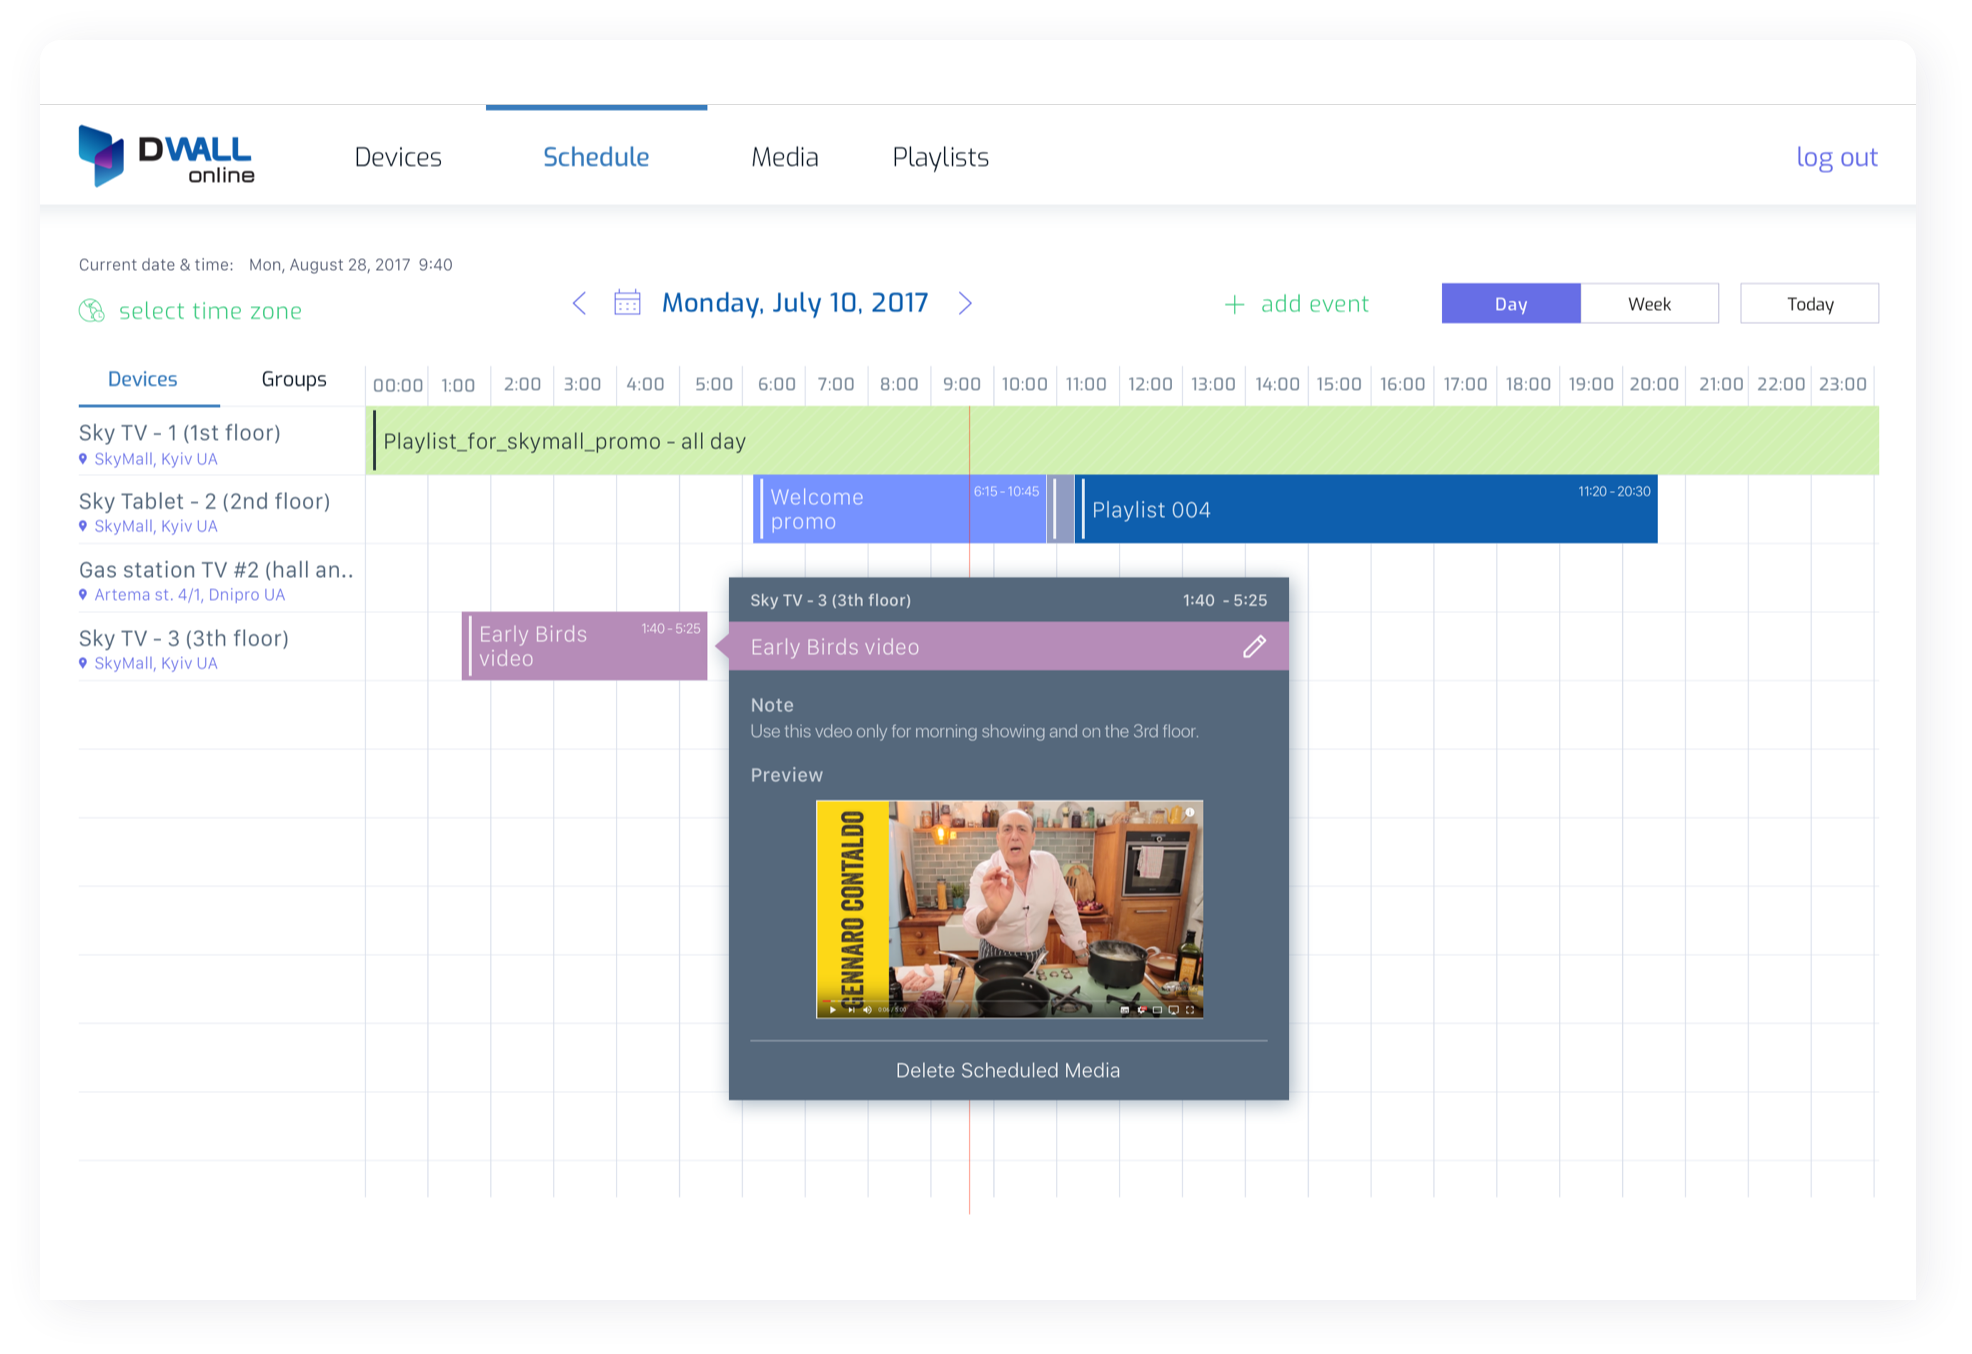 DWALL
online
Devices
Schedule
Media
Playlists
log out
Current date & time: Mon, August 28, 2017 9:40
select time zone
Monday, July 10, 2017
+ add event
Day
Week
Today
Devices
Groups
00:00 1:00 2:00 3:00 4:00 5:00 6:00 7:00 8:00 9:00 10:00 11:00 12:00 13:00 14:00 15:00 16:00 17:00 18:00 19:00 20:00 21:00 22:00 23:00
Sky TV - 1 (1st floor)
SkyMall, Kyiv UA
Playlist_for_skymall_promo - all day
Sky Tablet - 2 (2nd floor)
SkyMall, Kyiv UA
Welcome
promo
6:15 - 10:45
Playlist 004
11:20 - 20:30
Gas station TV #2 (hall an..
Artema st. 4/1, Dnipro UA
Sky TV - 3 (3th floor)
SkyMall, Kyiv UA
Early Birds
video
1:40 - 5:25
Sky TV - 3 (3th floor)
1:40 - 5:25
Early Birds video
Note
Use this vdeo only for morning showing and on the 3rd floor.
Preview
GENNARO CONTALDO
Delete Scheduled Media